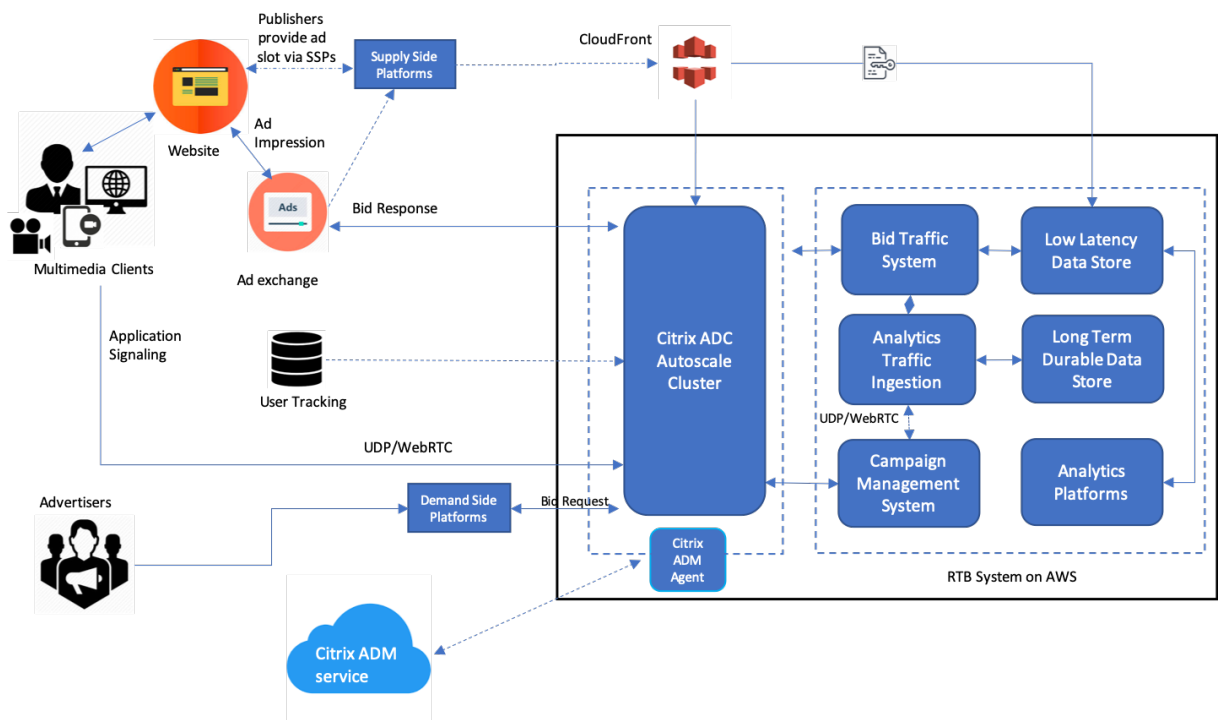 Publishers
provide ad
slot via SSPs
Supply Side
Platforms
CloudFront
Website
Ad
Impression
Ads
Bid Response
Multimedia Clients
Ad exchange
Application
Signaling
User Tracking
UDP/WebRTC
Advertisers
Demand Side
Platforms
Bid Request
Citrix ADM
service
Citrix ADC
Autoscale
Cluster
Citrix
ADM
Agent
Bid Traffic
System
Low Latency
Data Store
Analytics
Traffic
Ingestion
Long Term
Durable Data
Store
UDP/WebRTC
Campaign
Management
System
Analytics
Platforms
RTB System on AWS